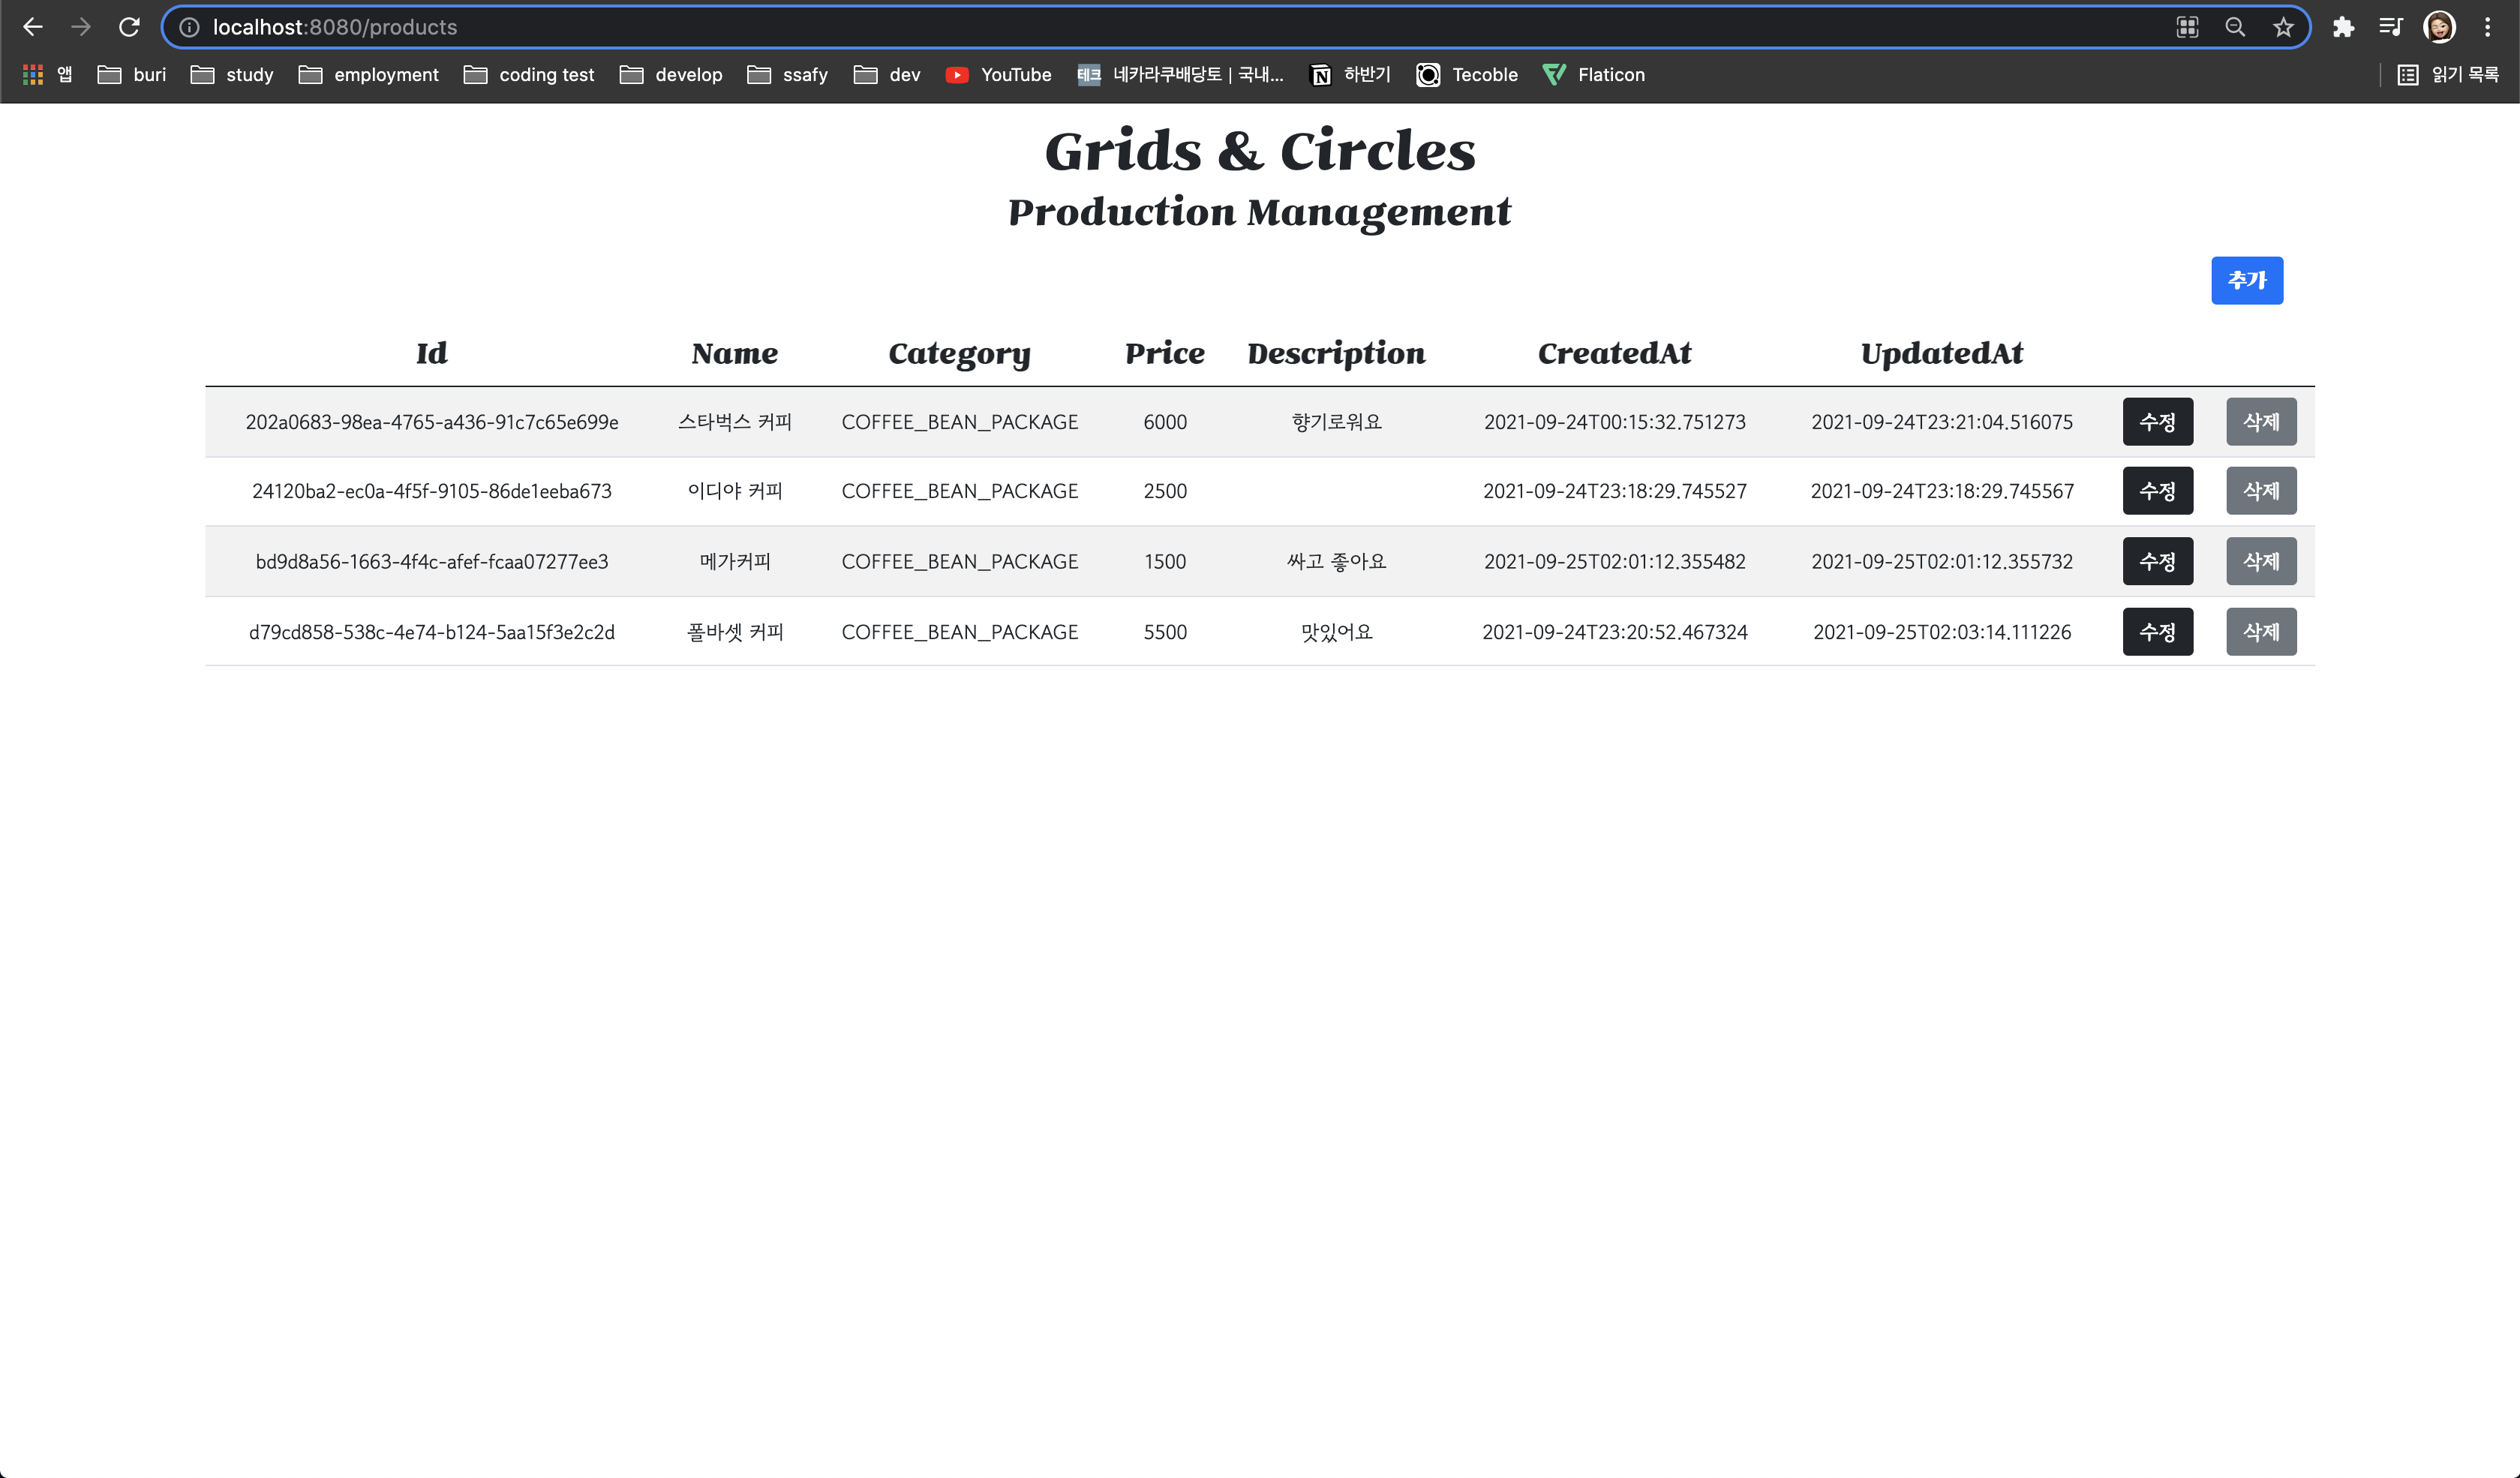 localhost:8080/products
앱 buri study employment coding test develop ssafy dev YouTube 테크 네카라쿠배당토 | 국내... 하반기 Tecoble Flaticon 읽기 목록
Grids & Circles
Production Management
추가
Id Name Category Price Description CreatedAt UpdatedAt
202a0683-98ea-4765-a436-91c7c65e699e 스타벅스 커피 COFFEE_BEAN_PACKAGE 6000 향기로워요 2021-09-24T00:15:32.751273 2021-09-24T23:21:04.516075 수정 삭제
24120ba2-ec0a-4f5f-9105-86de1eeba673 이디야 커피 COFFEE_BEAN_PACKAGE 2500 2021-09-24T23:18:29.745527 2021-09-24T23:18:29.745567 수정 삭제
bd9d8a56-1663-4f4c-afef-fcaa07277ee3 메가커피 COFFEE_BEAN_PACKAGE 1500 싸고 좋아요 2021-09-25T02:01:12.355482 2021-09-25T02:01:12.355732 수정 삭제
d79cd858-538c-4e74-b124-5aa15f3e2c2d 폴바셋 커피 COFFEE_BEAN_PACKAGE 5500 맛있어요 2021-09-24T23:20:52.467324 2021-09-25T02:03:14.111226 수정 삭제